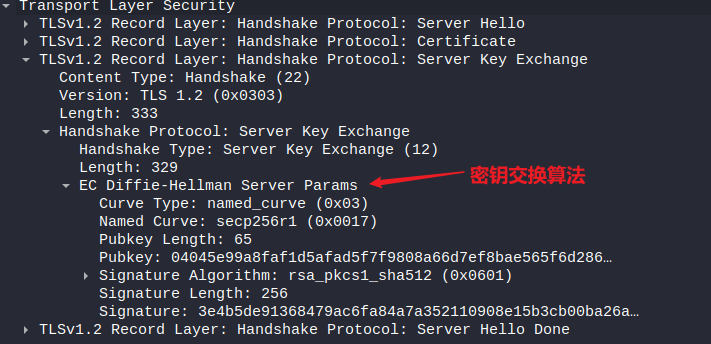 Transport Layer Security
TLSv1.2 Record Layer: Handshake Protocol: Server Hello
TLSv1.2 Record Layer: Handshake Protocol: Certificate
TLSv1.2 Record Layer: Handshake Protocol: Server Key Exchange
Content Type: Handshake (22)
Version: TLS 1.2 (0x0303)
Length: 333
Handshake Protocol: Server Key Exchange
Handshake Type: Server Key Exchange (12)
Length: 329
EC Diffie-Hellman Server Params
密钥交换算法
Curve Type: named_curve (0x03)
Named Curve: secp256r1 (0x0017)
Pubkey Length: 65
Pubkey: 04045e99a8faf1d5afad5f7f9808a66d7ef8bae565f6d286…
Signature Algorithm: rsa_pkcs1_sha512 (0x0601)
Signature Length: 256
Signature: 3e4b5de91368479ac6fa84a7a352110908e15b3cb00ba26a…
TLSv1.2 Record Layer: Handshake Protocol: Server Hello Done